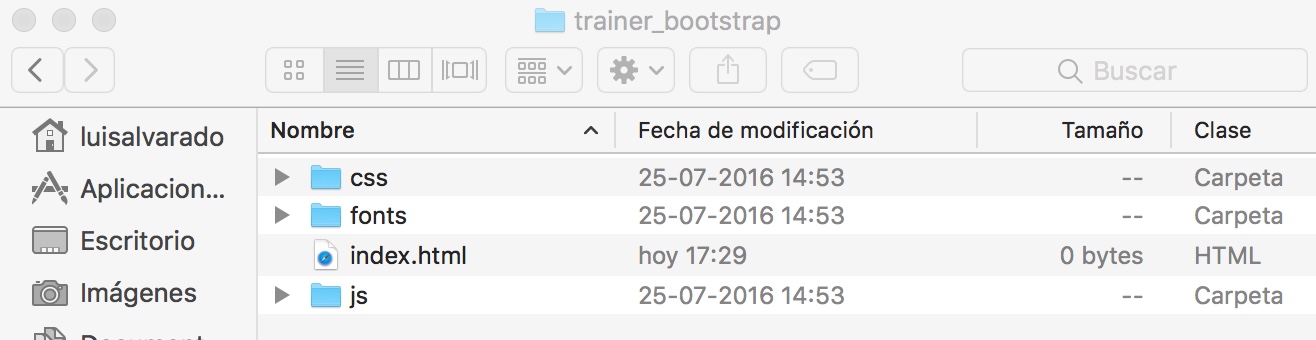 trainer_bootstrap
Buscar
luisalvarado
Aplicacion...
Escritorio
Imágenes
Nombre Fecha de modificación Tamaño Clase
css 25-07-2016 14:53 -- Carpeta
fonts 25-07-2016 14:53 -- Carpeta
index.html hoy 17:29 0 bytes HTML
js 25-07-2016 14:53 -- Carpeta